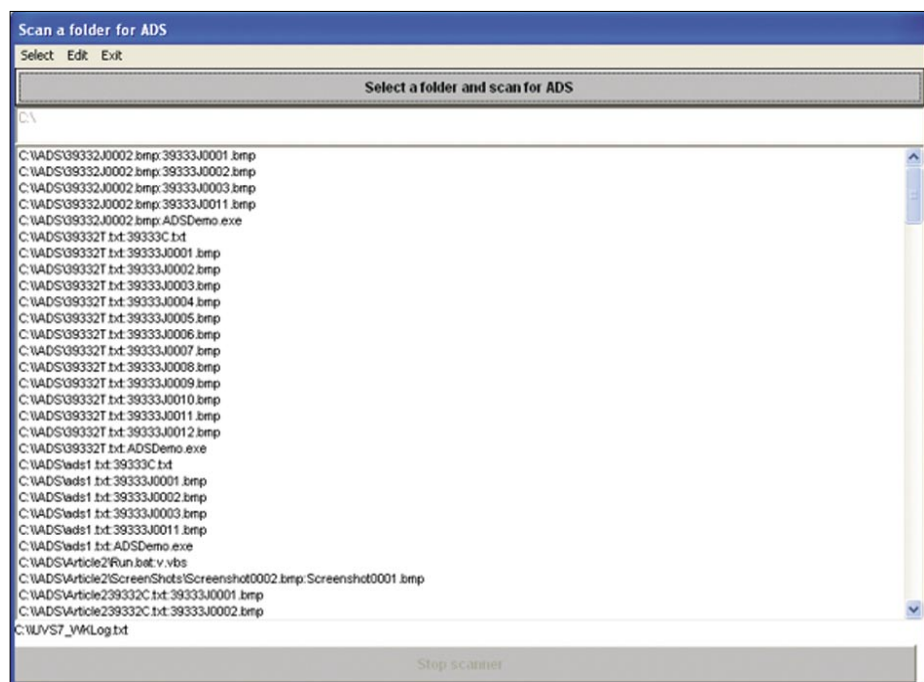 Scan a folder for ADS
Select Edit Exit
Select a folder and scan for ADS
C:\
C:\\ADS\39332J0002.bmp:39333J0001.bmp
C:\\ADS\39332J0002.bmp:39333J0002.bmp
C:\\ADS\39332J0002.bmp:39333J0003.bmp
C:\\ADS\39332J0002.bmp:39333J0011.bmp
C:\\ADS\39332J0002.bmp:ADSDemo.exe
C:\\ADS\39332T.txt:39333C.txt
C:\\ADS\39332T.txt:39333J0001.bmp
C:\\ADS\39332T.txt:39333J0002.bmp
C:\\ADS\39332T.txt:39333J0003.bmp
C:\\ADS\39332T.txt:39333J0004.bmp
C:\\ADS\39332T.txt:39333J0005.bmp
C:\\ADS\39332T.txt:39333J0006.bmp
C:\\ADS\39332T.txt:39333J0007.bmp
C:\\ADS\39332T.txt:39333J0008.bmp
C:\\ADS\39332T.txt:39333J0009.bmp
C:\\ADS\39332T.txt:39333J0010.bmp
C:\\ADS\39332T.txt:39333J0011.bmp
C:\\ADS\39332T.txt:39333J0012.bmp
C:\\ADS\39332T.txt:ADSDemo.exe
C:\\ADS\ads1.txt:39333C.txt
C:\\ADS\ads1.txt:39333J0001.bmp
C:\\ADS\ads1.txt:39333J0002.bmp
C:\\ADS\ads1.txt:39333J0003.bmp
C:\\ADS\ads1.txt:39333J0011.bmp
C:\\ADS\ads1.txt:ADSDemo.exe
C:\\ADS\Article2\Run.bat:v.vbs
C:\\ADS\Article2\ScreenShots\Screenshot0002.bmp:Screenshot0001.bmp
C:\\ADS\Article239332C.txt:39333J0001.bmp
C:\\ADS\Article239332C.txt:39333J0002.bmp
C:\\UVS7_WKLog.txt
Stop scanner